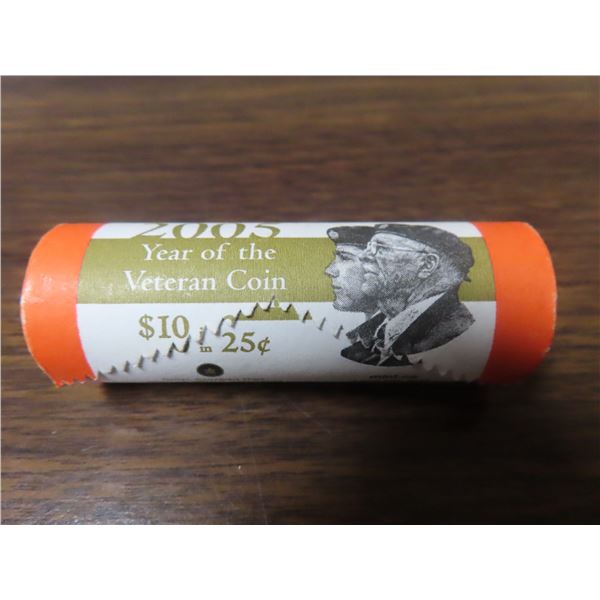 2005
Year of the
Veteran Coin
$10 in 25¢